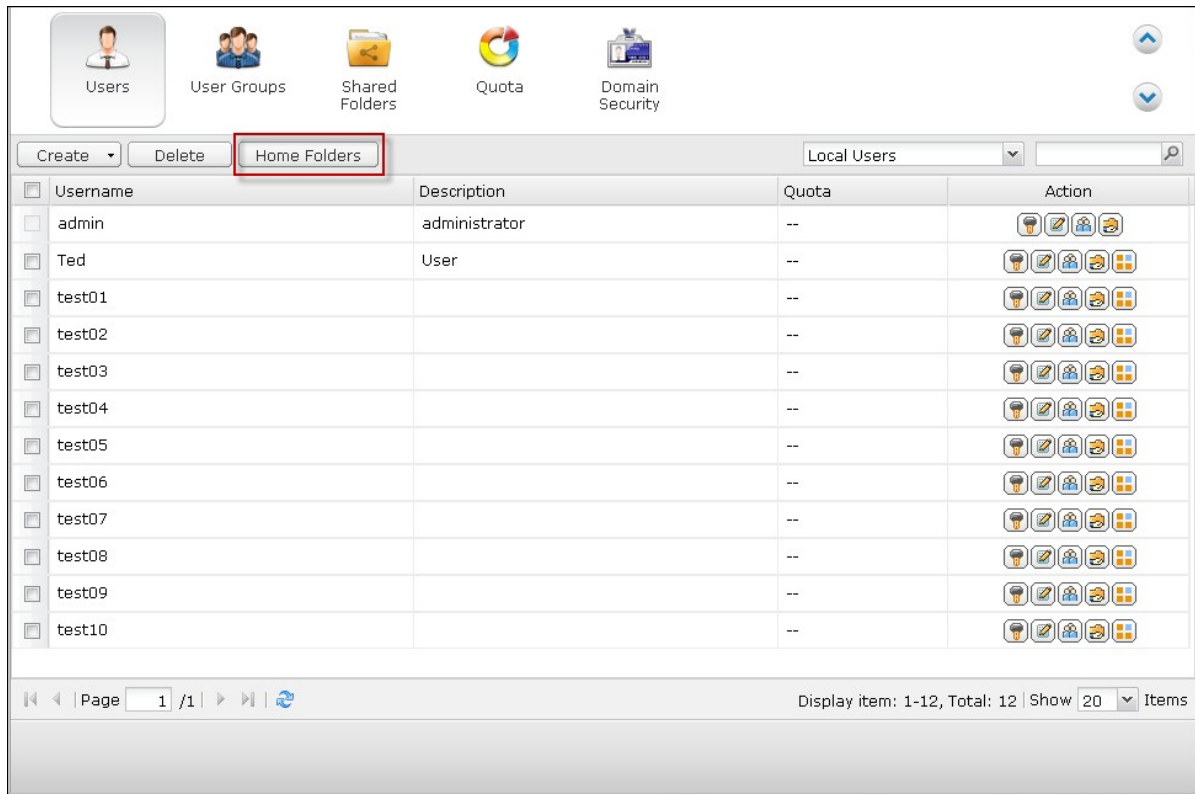 Users
User Groups
Shared
Folders
Quota
Domain
Security
Create Delete Home Folders Local Users
Username Description Quota Action
admin administrator --
Ted User --
test01 --
test02 --
test03 --
test04 --
test05 --
test06 --
test07 --
test08 --
test09 --
test10 --
Page 1 /1 Display item: 1-12, Total: 12 Show 20 Items